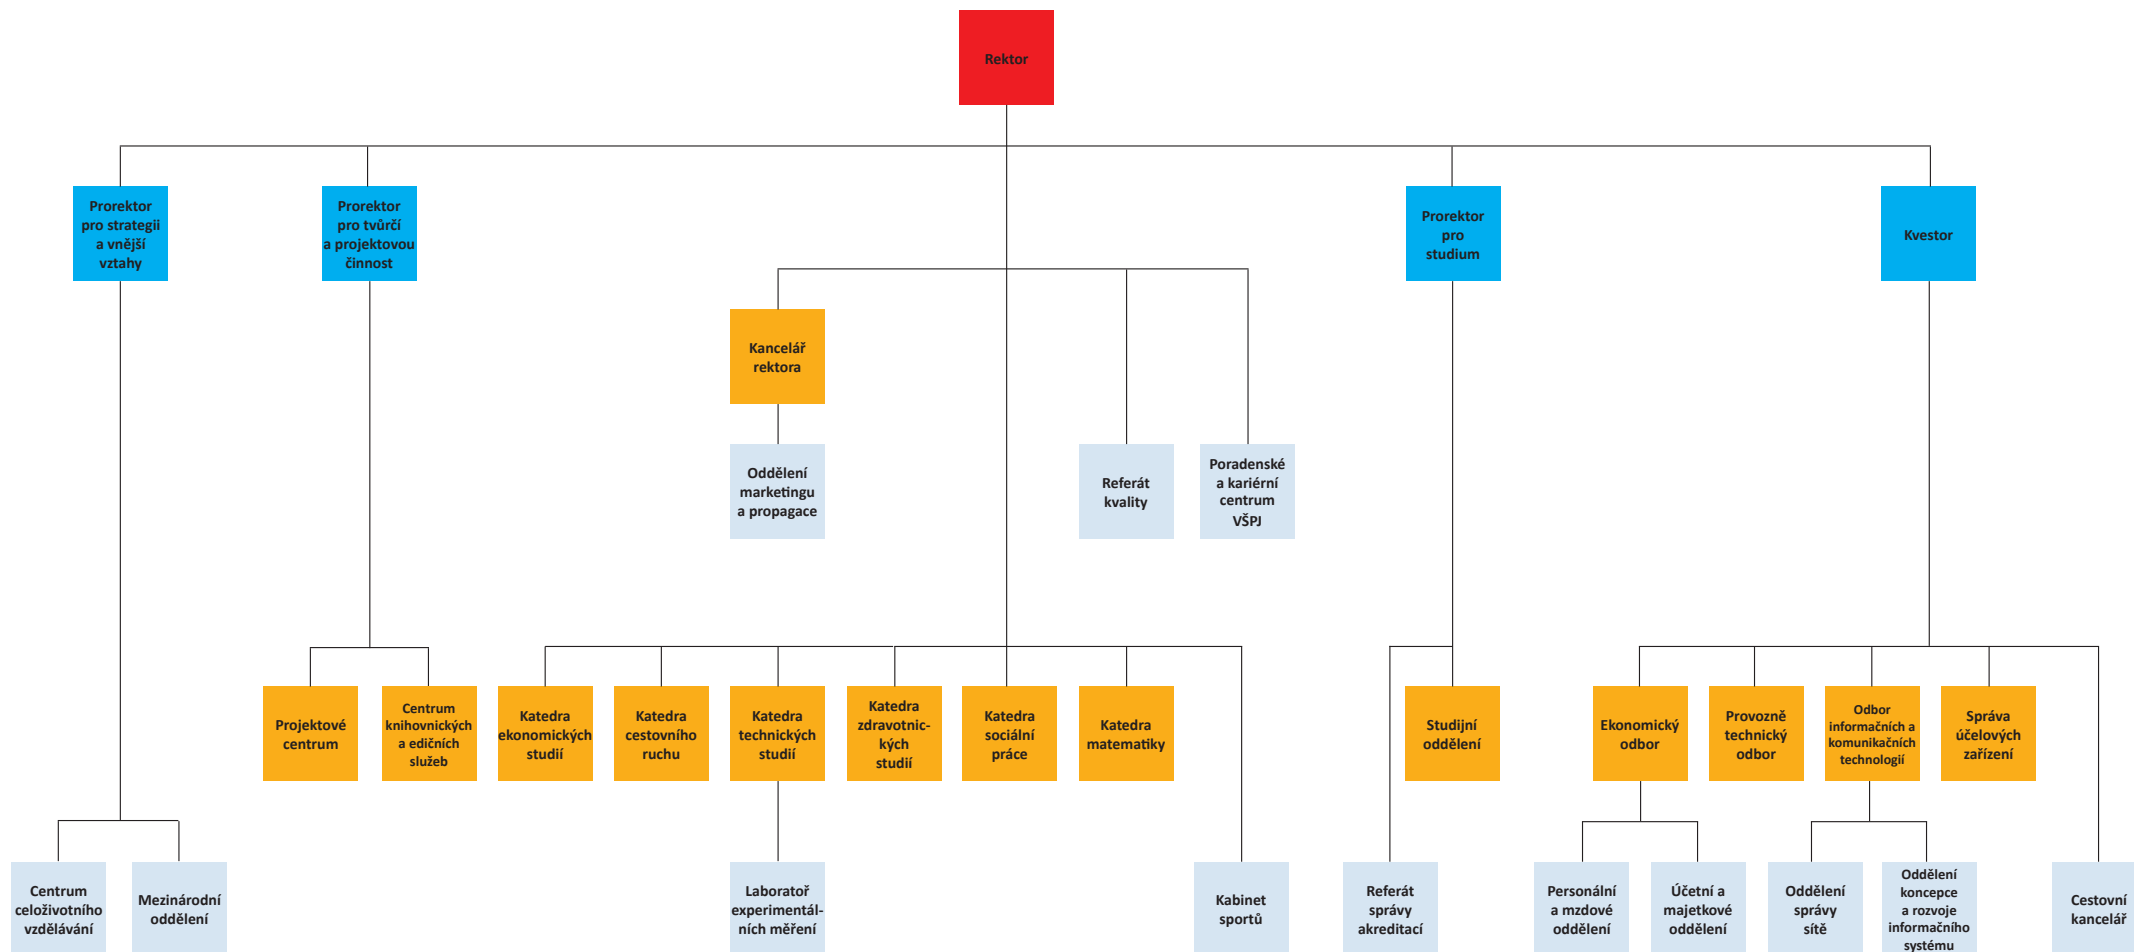 Rektor
Prorektor
pro strategii
a vnější
vztahy
Prorektor
pro tvůrčí
a projektovou
činnost
Prorektor
pro
studium
Kvestor
Kancelář
rektora
Oddělení
marketingu
a propagace
Referát
kvality
Poradenské
a kariérní
centrum
VŠPJ
Projektové
centrum
Centrum
knihovnických
a edičních
služeb
Katedra
ekonomických
studií
Katedra
cestovního
ruchu
Katedra
technických
studií
Katedra
zdravotnic-
kých
studií
Katedra
sociální
práce
Katedra
matematiky
Studijní
oddělení
Ekonomický
odbor
Provozně
technický
odbor
Odbor
informačních a
komunikačních
technologií
Správa
účelových
zařízení
Centrum
celoživotního
vzdělávání
Mezinárodní
oddělení
Laboratoř
experimentál-
ních měření
Kabinet
sportů
Referát
správy
akreditací
Personální
a mzdové
oddělení
Účetní a
majetkové
oddělení
Oddělení
správy
sítě
Oddělení
koncepce
a rozvoje
informačního
systému
Cestovní
kancelář